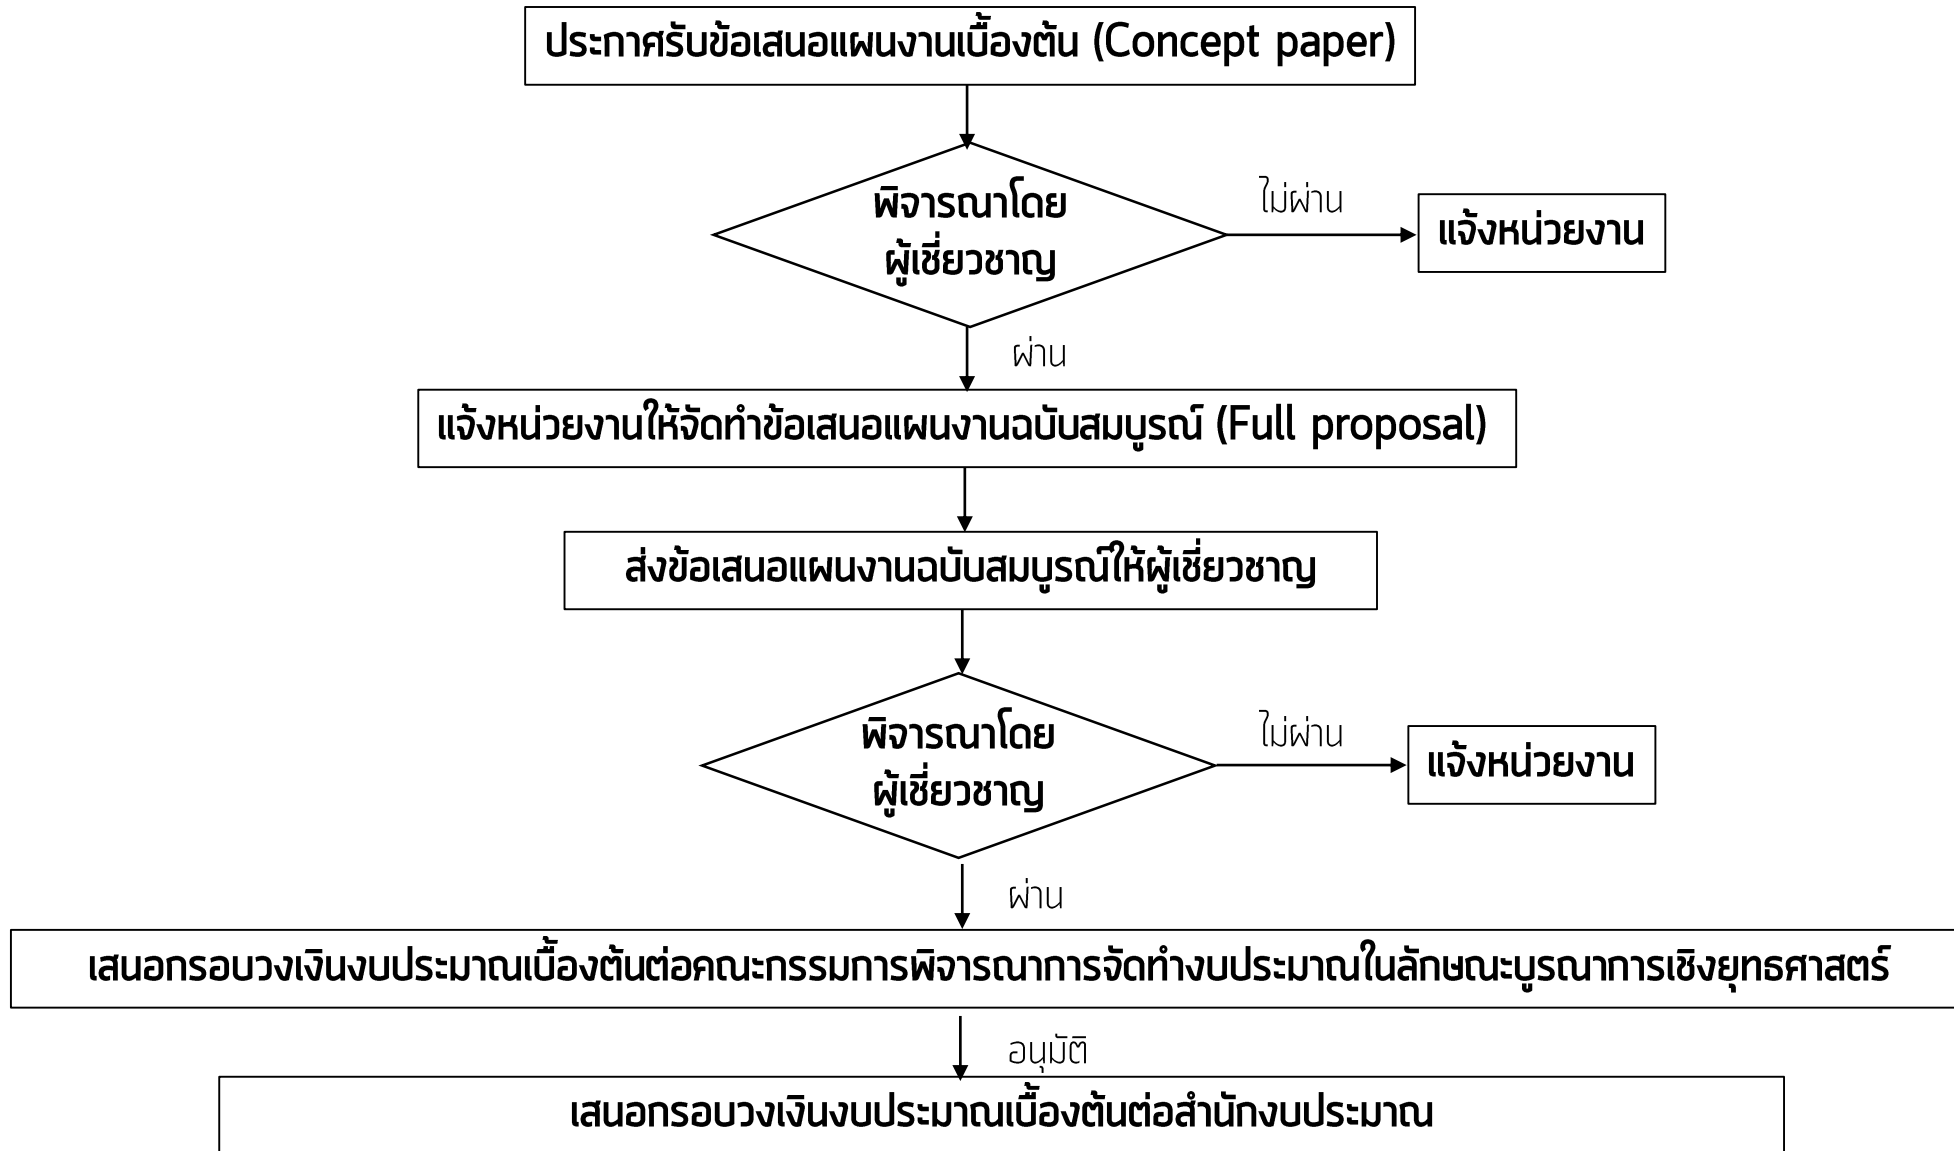 ประกาศรับข้อเสนอแผนงานเบื้องต้น (Concept paper)
พิจารณาโดย
ผู้เชี่ยวชาญ
ไม่ผ่าน
แจ้งหน่วยงาน
ผ่าน
แจ้งหน่วยงานให้จัดทำข้อเสนอแผนงานฉบับสมบูรณ์ (Full proposal)
ส่งข้อเสนอแผนงานฉบับสมบูรณ์ให้ผู้เชี่ยวชาญ
พิจารณาโดย
ผู้เชี่ยวชาญ
ไม่ผ่าน
แจ้งหน่วยงาน
ผ่าน
เสนอกรอบวงเงินงบประมาณเบื้องต้นต่อคณะกรรมการพิจารณาการจัดทำงบประมาณในลักษณะบูรณาการเชิงยุทธศาสตร์
อนุมัติ
เสนอกรอบวงเงินงบประมาณเบื้องต้นต่อสำนักงบประมาณ